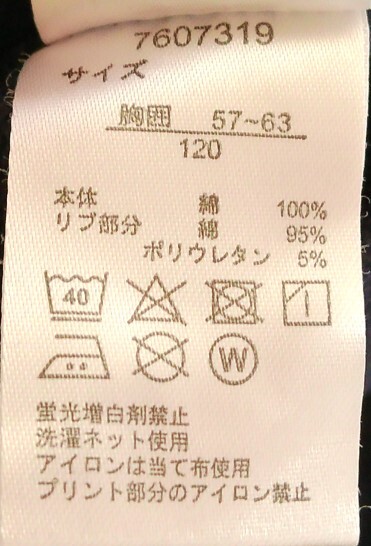 7607319
サイズ
胸囲 57~63
120
本体 綿 100%
リブ部分 綿 95%
ポリウレタン 5%
40
W
蛍光増白剤禁止
洗濯ネット使用
アイロンは当て布使用
プリント部分のアイロン禁止